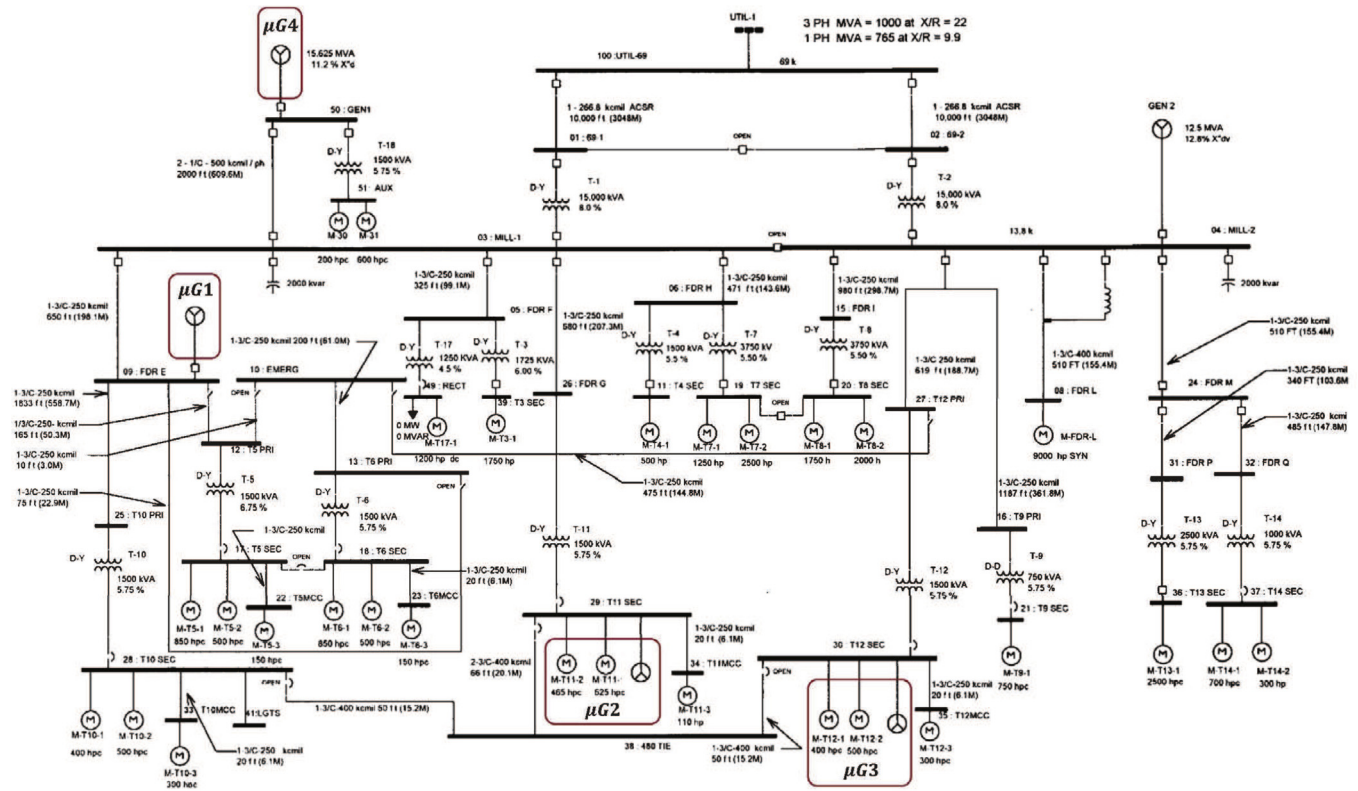 μG4
15.625 MVA
11.2 % X"d
50 : GEN1
T-18
D-Y
1500 kVA
5.75 %
51: AUX
M-30
M-31
200 hpc
600 hpc
2 - 1/C - 500 kcmil / ph
2000 ft (609.6M)
UTIL-1
3 PH MVA = 1000 at X/R = 22
1 PH MVA = 765 at X/R = 9.9
100 :UTIL-69
69 k
1 - 266.8 kcmil ACSR
10,000 ft (3048M)
1 - 266.8 kcmil ACSR
10,000 ft (3048M)
01 : 69-1
OPEN
02 : 69-2
T-1
D-Y
15,000 kVA
8.0 %
T-2
D-Y
15,000 kVA
8.0 %
GEN 2
12.5 MVA
12.8% X"dv
03 : MILL-1
OPEN
13.8 k
04 : MILL-2
2000 kvar
2000 kvar
1-3/C-250 kcmil
650 ft (198.1M)
μG1
1-3/C-250 kcmil 200 ft (61.0M)
1-3/C-250 kcmil
325 ft (99.1M)
05 : FDR F
1-3/C-250 kcmil
680 ft (207.3M)
1-3/C-250 kcmil
471 ft (143.6M)
06 : FDR H
1-3/C-250 kcmil
980 ft (298.7M)
15 : FDR I
1-3/C 250 kcmil
619 ft (188.7M)
1-3/C-400 kcmil
510 FT (155.4M)
08 : FDR L
M-FDR-L
9000 hp SYN
1-3/C-250 kcmil
510 FT (155.4M)
1-3/C-250 kcmil
340 FT (103.6M
24 : FDR M
1-3/C-250 kcmi
485 ft (147.8M)
09 : FDR E
10 : EMERG
1-3/C-250 kcmil
1833 ft (558.7M)
1/3/C-250- kcmil
165 ft (50.3M)
1-3/C-250 kcmil
10 ft (3.0M)
1-3/C-250 kcmil
75 ft (22.9M)
12 : T5 PRI
13 : T6 PRI
OPEN
D-Y
T-17
1250 KVA
4.5 %
D-Y
T-3
1725 KVA
6.00 %
49 : RECT
39 : T3 SEC
0 MW
0 MVAR
M-T17-1
1200 hp dc
M-T3-1
1750 hp
26 : FDR G
D-Y
T-4
1500 kVA
5.5 %
D-Y
T-7
3750 kV
5.50 %
D-Y
T-8
3750 kVA
5.50 %
11 : T4 SEC
19 : T7 SEC
OPEN
20 : T8 SEC
M-T4-1
500 hp
M-T7-1
1250 hp
M-T7-2
2500 hp
M-T8-1
1750 h
M-T8-2
2000 h
27 : T12 PRI
1-3/C-250 kcmil
475 ft (144.8M)
1-3/C-250 kcmil
1187 ft (361.8M)
16 : T9 PRI
31 : FDR P
32 : FDR Q
D-Y
T-5
1500 kVA
6.75 %
D-Y
T-6
1500 kVA
5.75 %
1-3/C-250 kcmil
25 : T10 PRI
D-Y
T-10
1500 kVA
5.75 %
17 : T5 SEC
OPEN
18 : T6 SEC
1-3/C-250 kcmil
20 ft (6.1M)
22 : T5MCC
23 : T6MCC
M-T5-1
850 hpc
M-T5-2
500 hpc
M-T5-3
150 hpc
M-T6-1
850 hpc
M-T6-2
500 hpc
M-T6-3
150 hpc
T-11
D-Y
1500 kVA
5.75 %
T-12
D-Y
1500 kVA
5.75 %
D-D
T-9
750 kVA
5.75 %
21 : T9 SEC
M-T9-1
750 hpc
D-Y
T-13
2500 kVA
5.75 %
D-Y
T-14
1000 kVA
5.75 %
36 : T13 SEC
37 : T14 SEC
M-T13-1
2500 hpc
M-T14-1
700 hpc
M-T14-2
300 hp
28 : T10 SEC
OPEN
33 : T10MCC
41:LGTS
M-T10-1
400 hpc
M-T10-2
500 hpc
M-T10-3
300 hpc
1-3/C-250 kcmil
20 ft (6.1M)
1-3/C-400 kcmil 50 ft (15.2M)
29 : T11 SEC
2-3/C-400 kcmil
66 ft (20.1M)
1-3/C-250 kcmil
20 ft (6.1M)
34 : T11MCC
M-T11-2
465 hpc
M-T11-
625 hpc
μG2
M-T11-3
110 hp
38 : 480 TIE
1-3/C-400 kcmil
50 ft (15.2M)
30 : T12 SEC
OPEN
1-3/C-250 kcmil
20 ft (6.1M)
35 : T12MCC
M-T12-1
400 hpc
M-T12-2
500 hpc
μG3
M-T12-3
300 hpc